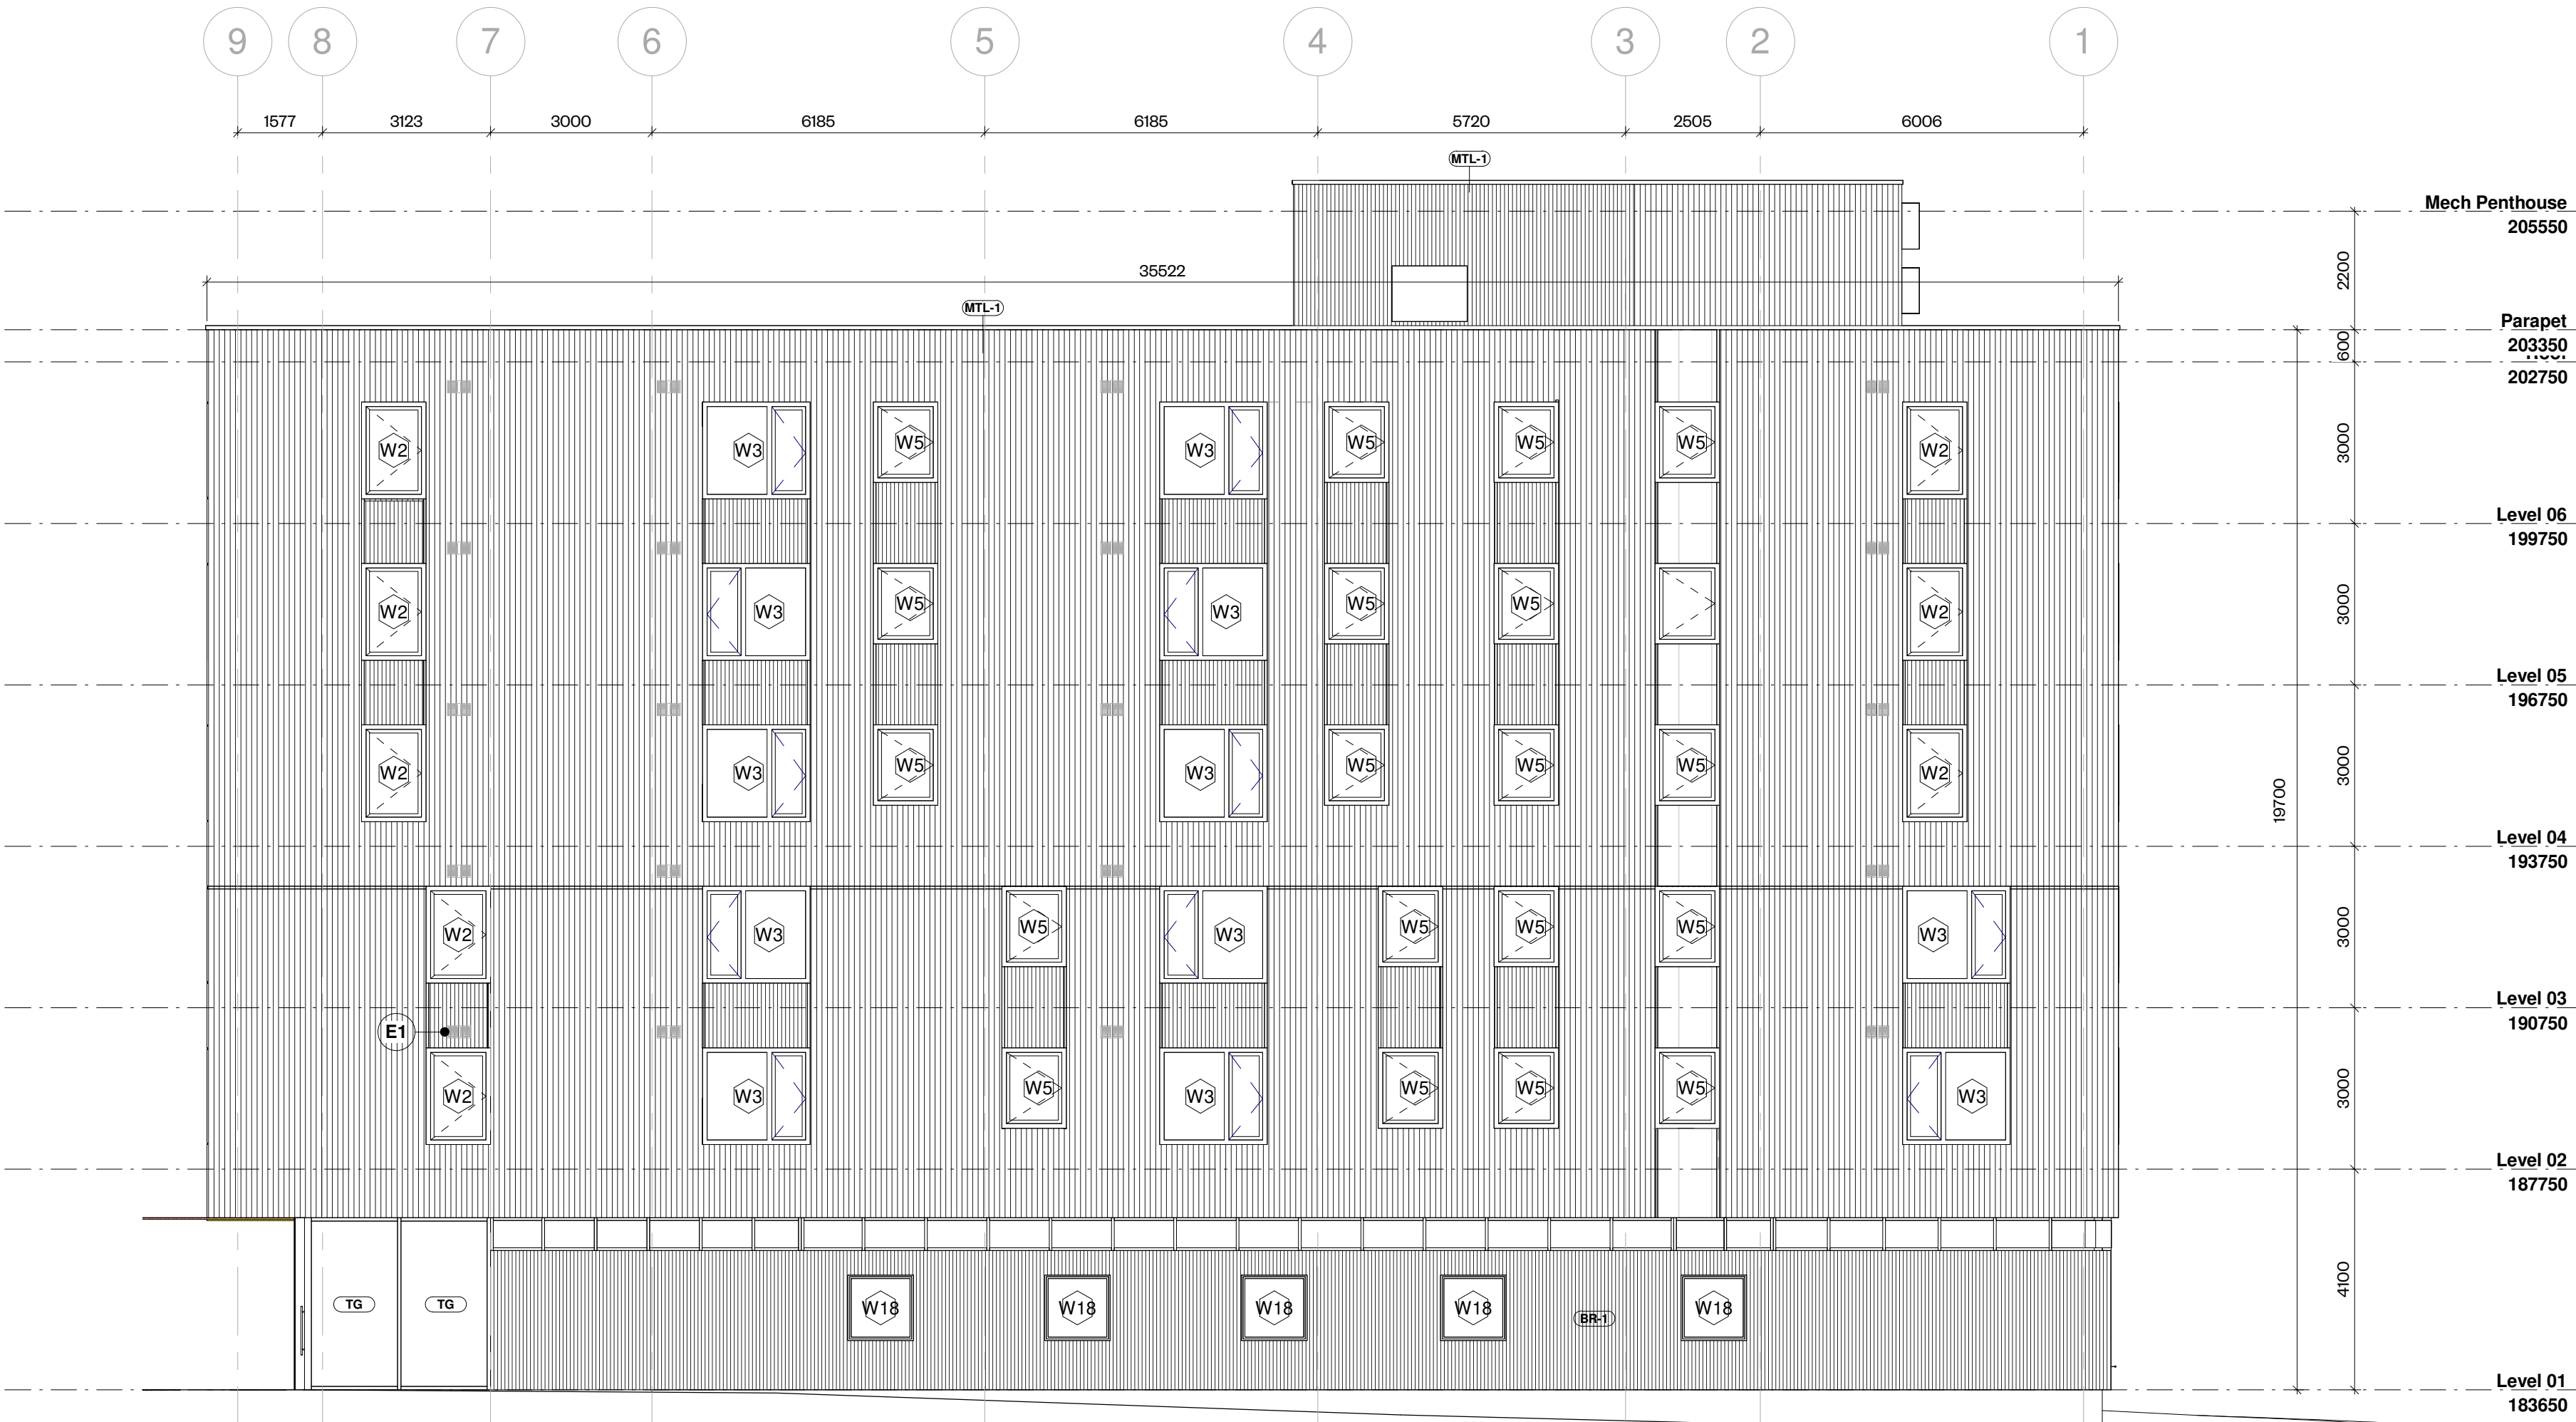 9 8 7 6 5 4 3 2 1
1577 3123 3000 6185 6185 5720 2505 6006
MTL-1
Mech Penthouse
205550
2200
35522
MTL-1
Parapet
203350
600
202750
W2 W3 W5 W3 W5 W5 W5 W2
3000
Level 06
199750
W2 W3 W5 W3 W5 W5 W2
3000
Level 05
196750
W2 W3 W5 W3 W5 W5 W5 W2
3000
19700
Level 04
193750
W2 W3 W5 W3 W5 W5 W5 W3
3000
Level 03
190750
E1
W2 W3 W5 W3 W5 W5 W5 W3
3000
Level 02
187750
TG TG W18 W18 W18 W18 BR-1 W18
4100
Level 01
183650